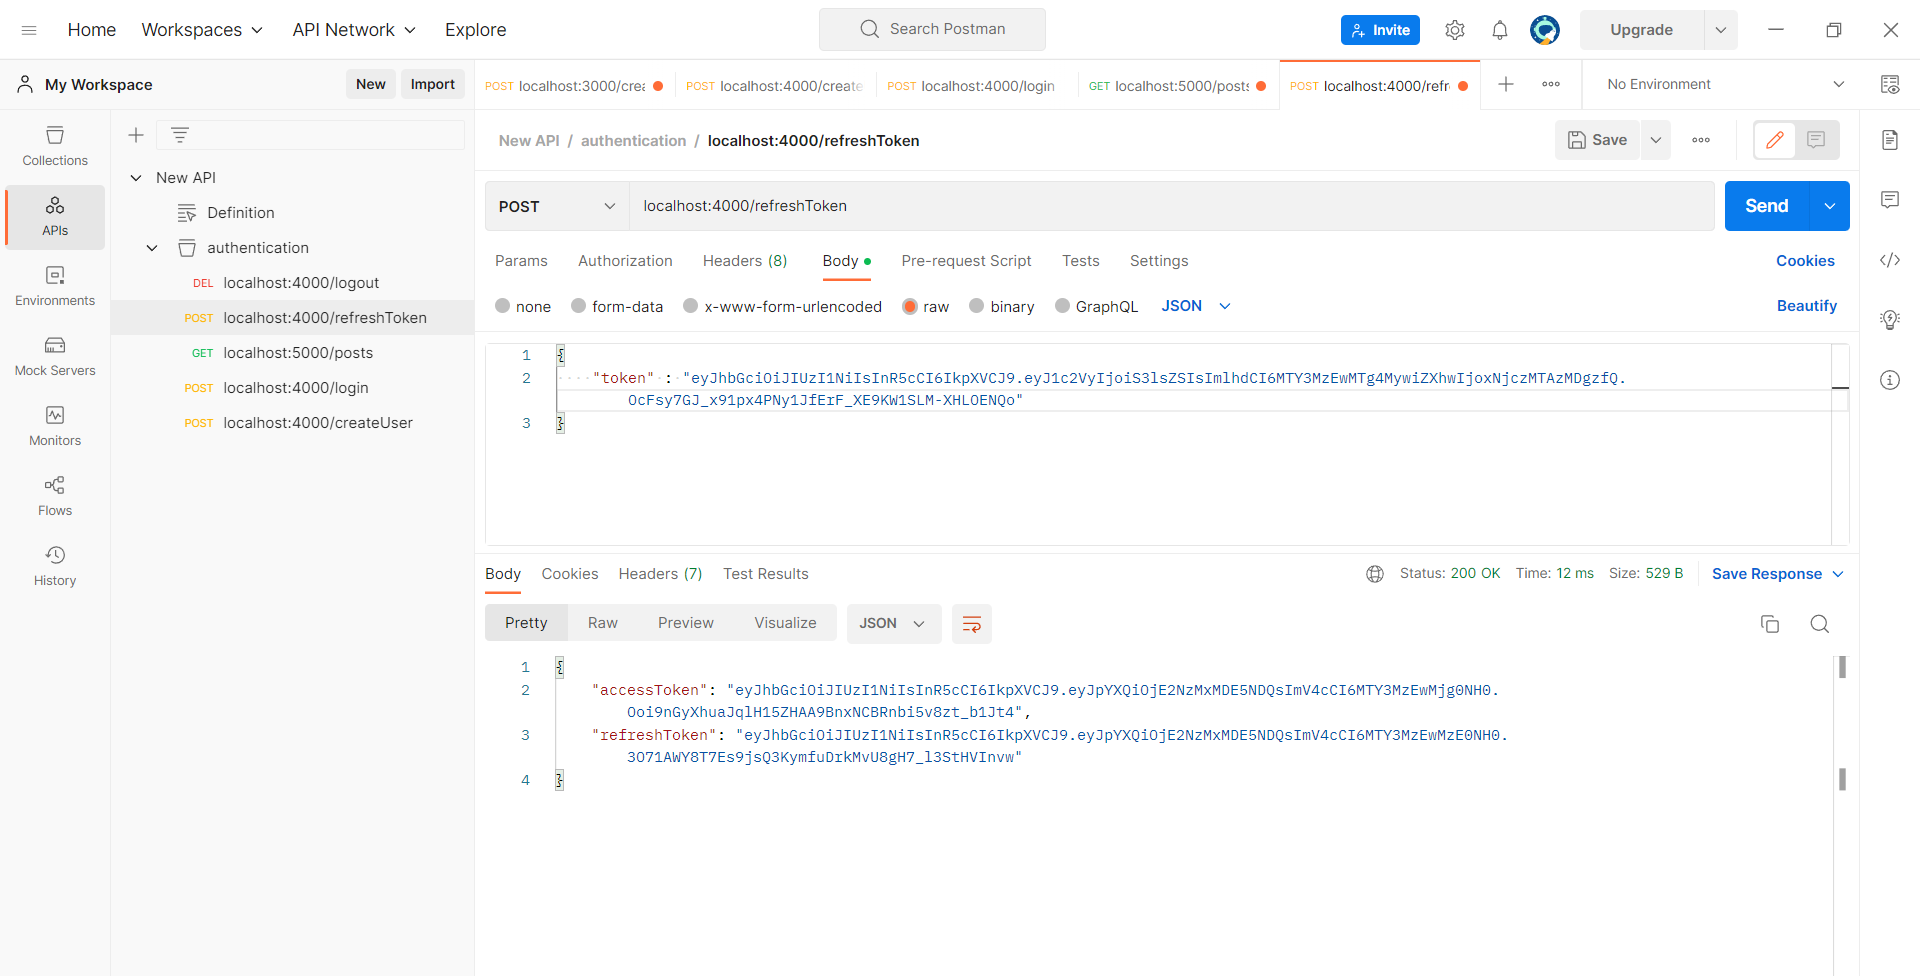 Home Workspaces API Network Explore Search Postman Invite Upgrade
My Workspace New Import
POST localhost:3000/crea POST localhost:4000/create POST localhost:4000/login GET localhost:5000/posts POST localhost:4000/refr No Environment
Collections
APIs
Environments
Mock Servers
Monitors
Flows
History
New API
Definition
authentication
DEL localhost:4000/logout
POST localhost:4000/refreshToken
GET localhost:5000/posts
POST localhost:4000/login
POST localhost:4000/createUser
New API / authentication / localhost:4000/refreshToken Save
POST localhost:4000/refreshToken Send
Params Authorization Headers (8) Body Pre-request Script Tests Settings Cookies
none form-data x-www-form-urlencoded raw binary GraphQL JSON Beautify
1 {
2 "token" : "eyJhbGciOiJIUzI1NiIsInR5cCI6IkpXVCJ9.eyJ1c2VyIjoiS3lsZSIsImlhdCI6MTY3MzEwMTg4MywiZXhwIjoxNjczMTAzMDgzfQ.
OcFsy7GJ_x91px4PNy1JfErF_XE9KW1SLM-XHLOENQo"
3 }
Body Cookies Headers (7) Test Results Status: 200 OK Time: 12 ms Size: 529 B Save Response
Pretty Raw Preview Visualize JSON
1 {
2 "accessToken": "eyJhbGciOiJIUzI1NiIsInR5cCI6IkpXVCJ9.eyJpYXQiOjE2NzMxMDE5NDQsImV4cCI6MTY3MzEwMjg0NH0.
Ooi9nGyXhuaJqlH15ZHAA9BnxNCBRnbi5v8zt_b1Jt4",
3 "refreshToken": "eyJhbGciOiJIUzI1NiIsInR5cCI6IkpXVCJ9.eyJpYXQiOjE2NzMxMDE5NDQsImV4cCI6MTY3MzEwMzE0NH0.
3O71AWY8T7Es9jsQ3KymfuDrkMvU8gH7_l3StHVInvw"
4 }